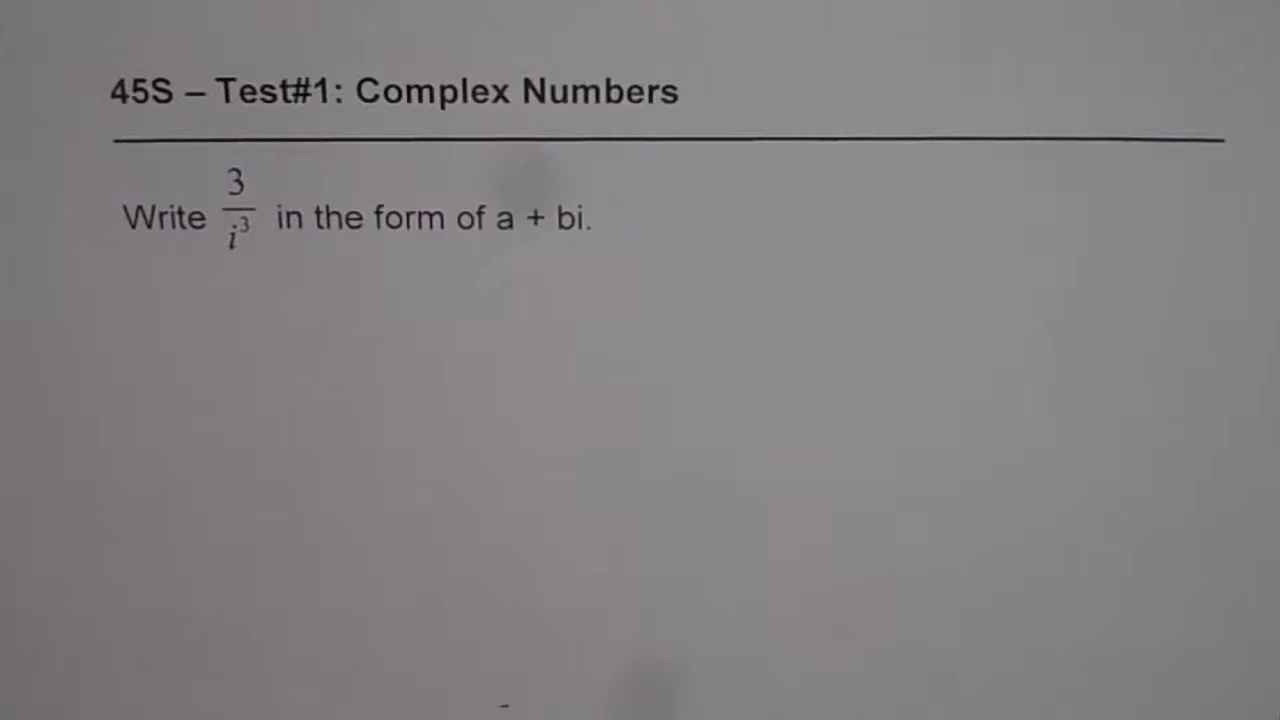 45S – Test#1: Complex Numbers
Write 3/i³ in the form of a + bi.